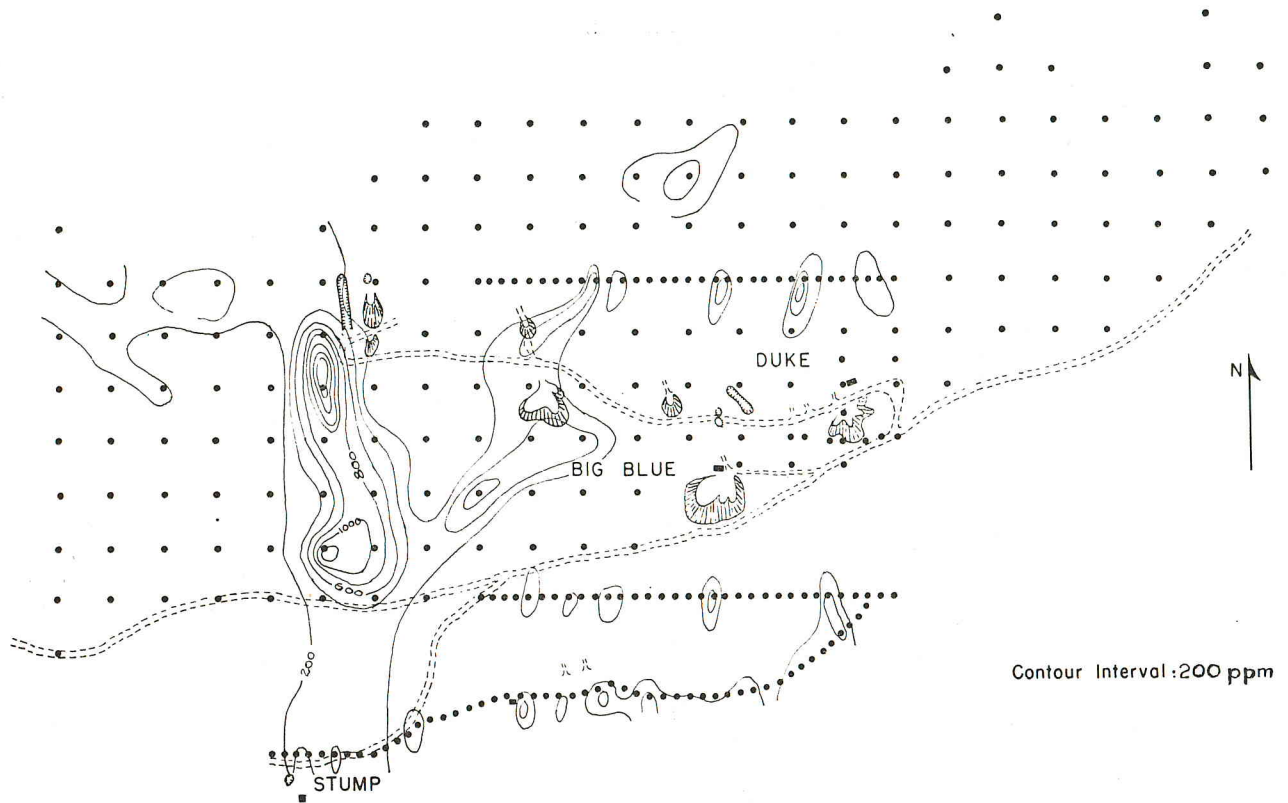 DUKE
N
BIG BLUE
800
1000
600
200
Contour Interval:200 ppm
STUMP